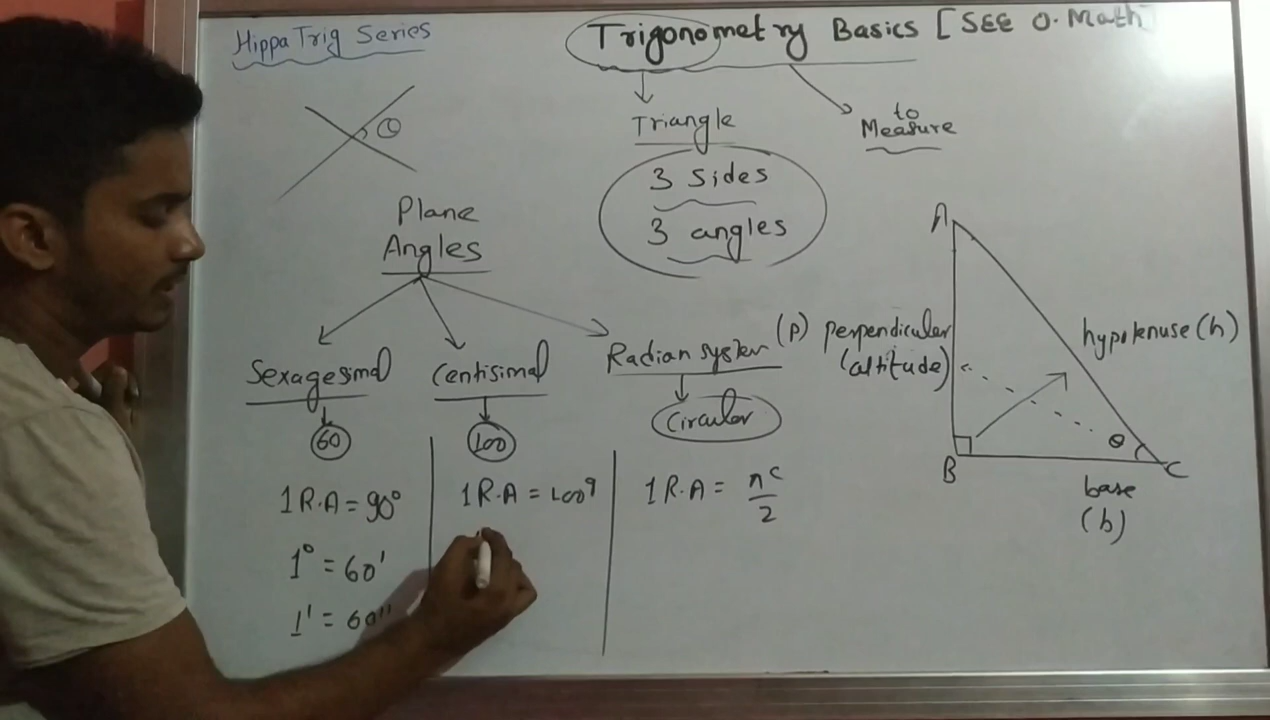 Hippa Trig Series
Trigonometry Basics [SEE O. Math
Triangle
to
Measure
3 sides
3 angles
θ
Plane
Angles
Sexagesimal
Centisimal
Radian system
60
100
Circular
1 R.A = 90°
1° = 60'
1' = 60"
1 R.A = 100g
1 R.A = πc/2
A
(p) perpendicular
(altitude)
hypotenuse (h)
θ
B
C
base
(b)